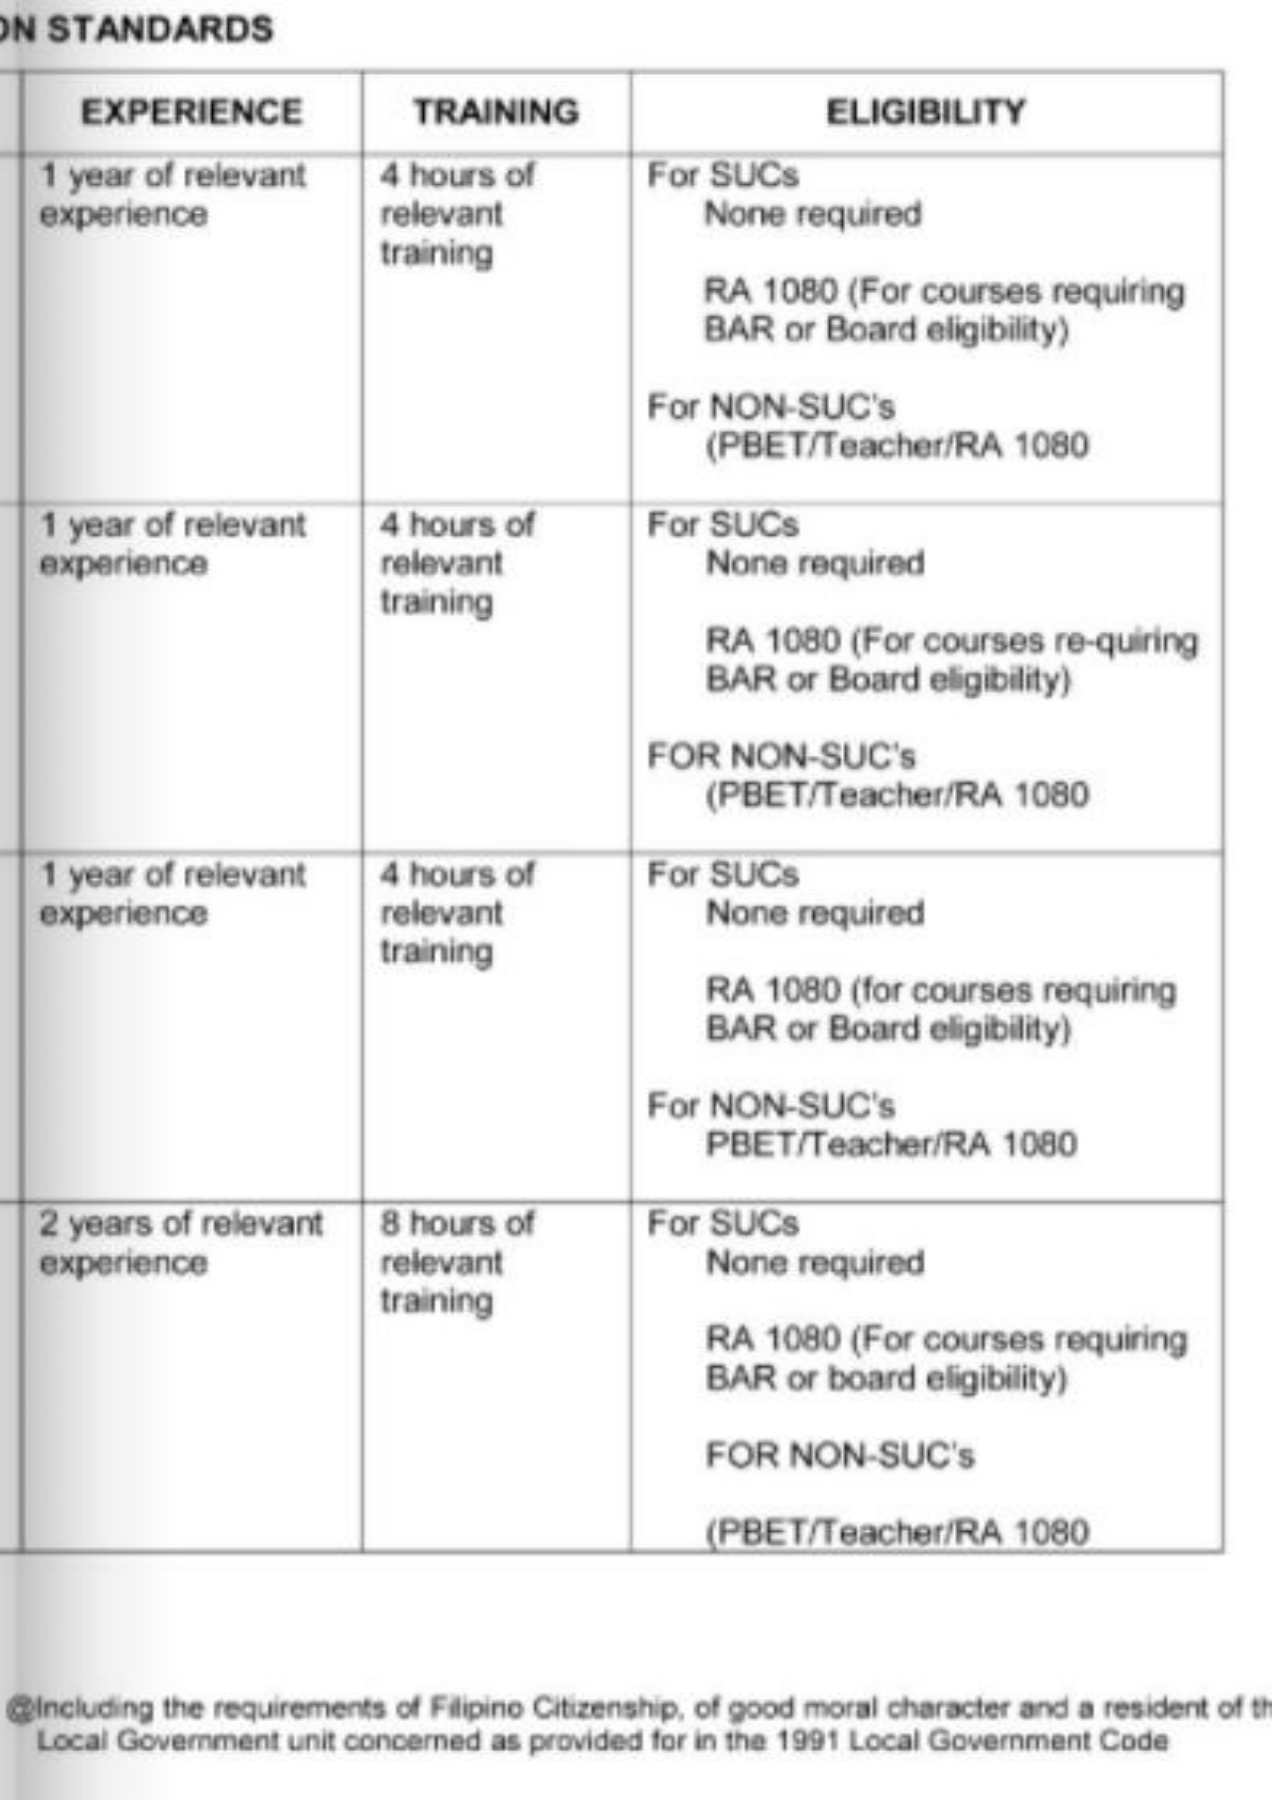 ON STANDARDS
EXPERIENCE TRAINING ELIGIBILITY
1 year of relevant
experience
4 hours of
relevant
training
For SUCs
None required
RA 1080 (For courses requiring
BAR or Board eligibility)
For NON-SUC's
(PBET/Teacher/RA 1080
1 year of relevant
experience
4 hours of
relevant
training
For SUCs
None required
RA 1080 (For courses re-quiring
BAR or Board eligibility)
FOR NON-SUC's
(PBET/Teacher/RA 1080
1 year of relevant
experience
4 hours of
relevant
training
For SUCs
None required
RA 1080 (for courses requiring
BAR or Board eligibility)
For NON-SUC's
PBET/Teacher/RA 1080
2 years of relevant
experience
8 hours of
relevant
training
For SUCs
None required
RA 1080 (For courses requiring
BAR or board eligibility)
FOR NON-SUC's
(PBET/Teacher/RA 1080
@Including the requirements of Filipino Citizenship, of good moral character and a resident of th
Local Government unit concerned as provided for in the 1991 Local Government Code